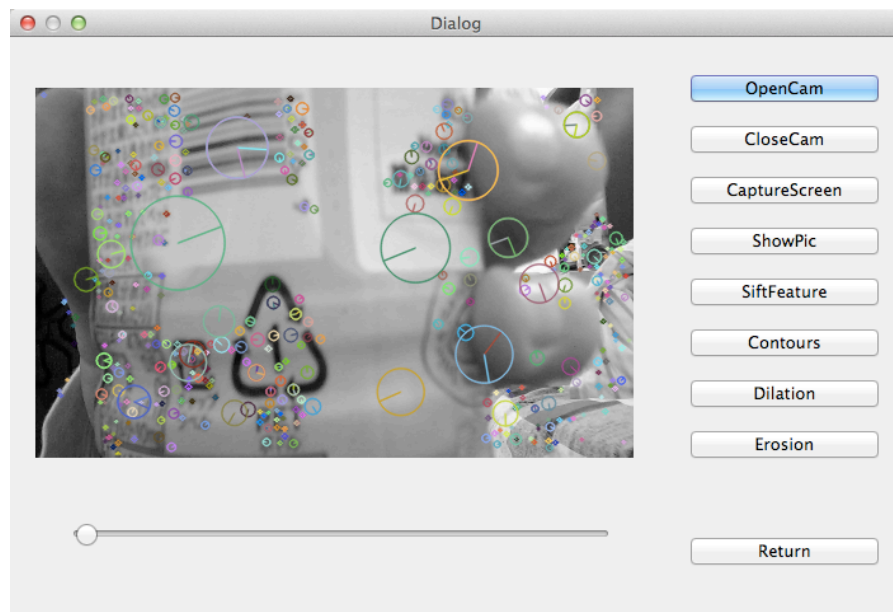 Dialog
OpenCam
CloseCam
CaptureScreen
ShowPic
SiftFeature
Contours
Dilation
Erosion
Return